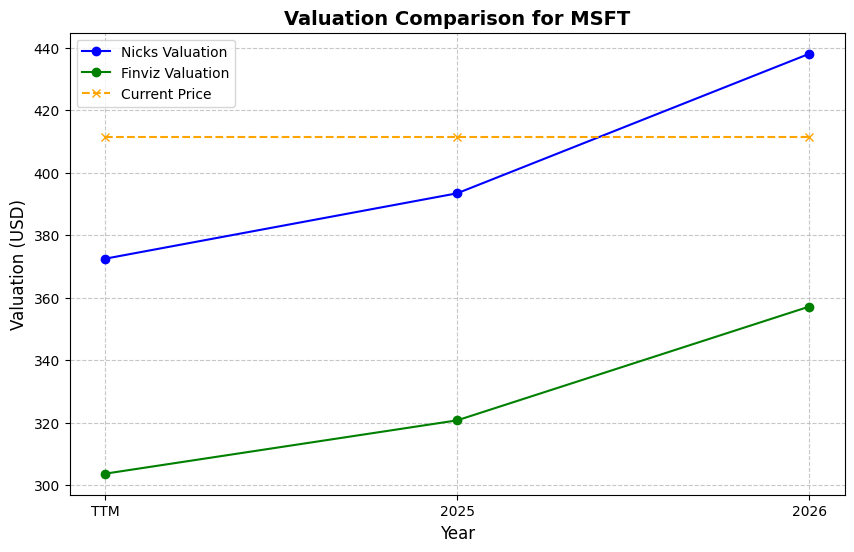 Valuation Comparison for MSFT
Nicks Valuation
Finviz Valuation
Current Price
Valuation (USD)
440
420
400
380
360
340
320
300
TTM
2025
2026
Year